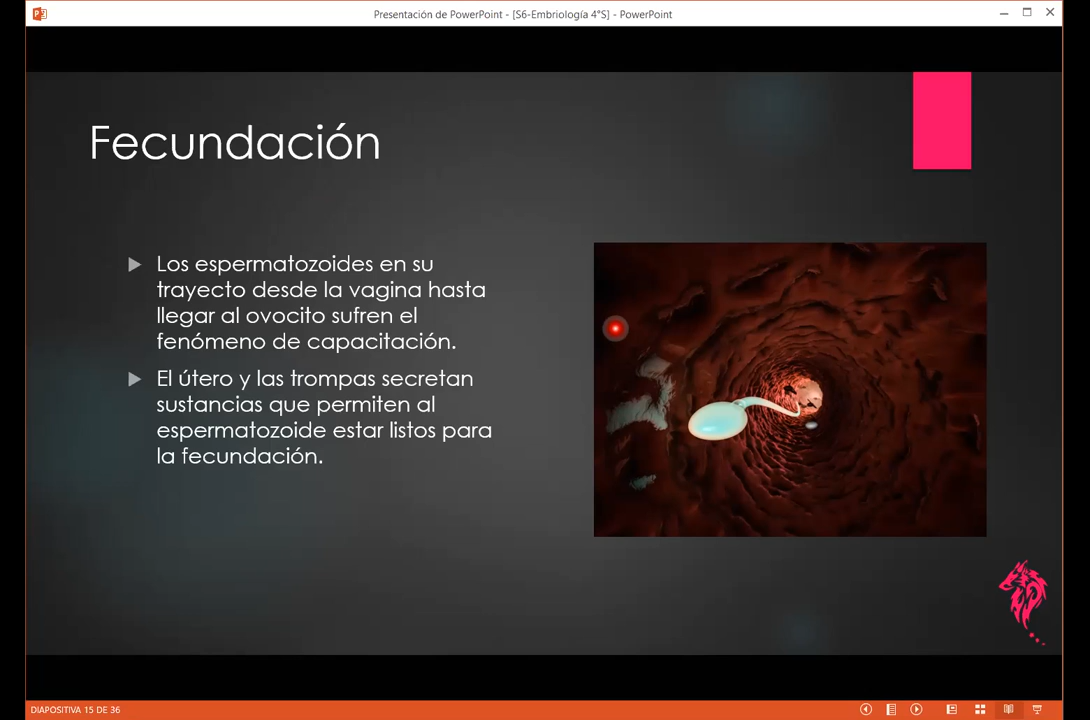 Presentación de PowerPoint - [S6-Embriología 4°S] - PowerPoint
Fecundación
Los espermatozoides en su
trayecto desde la vagina hasta
llegar al ovocito sufren el
fenómeno de capacitación.
El útero y las trompas secretan
sustancias que permiten al
espermatozoide estar listos para
la fecundación.
DIAPOSITIVA 15 DE 36